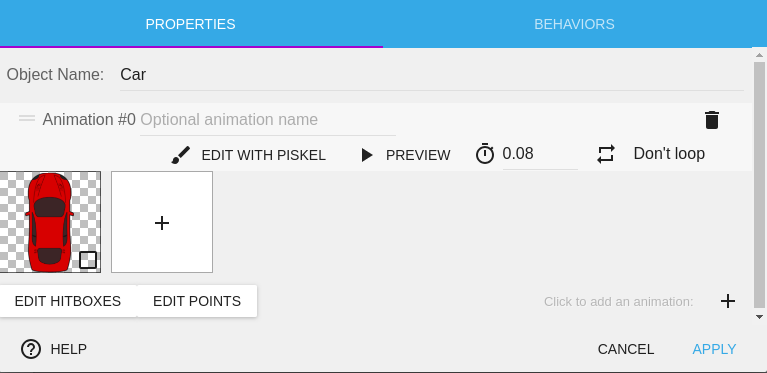 PROPERTIES BEHAVIORS
Object Name: Car
Animation #0 Optional animation name
EDIT WITH PISKEL PREVIEW 0.08 Don't loop
EDIT HITBOXES EDIT POINTS Click to add an animation:
HELP CANCEL APPLY